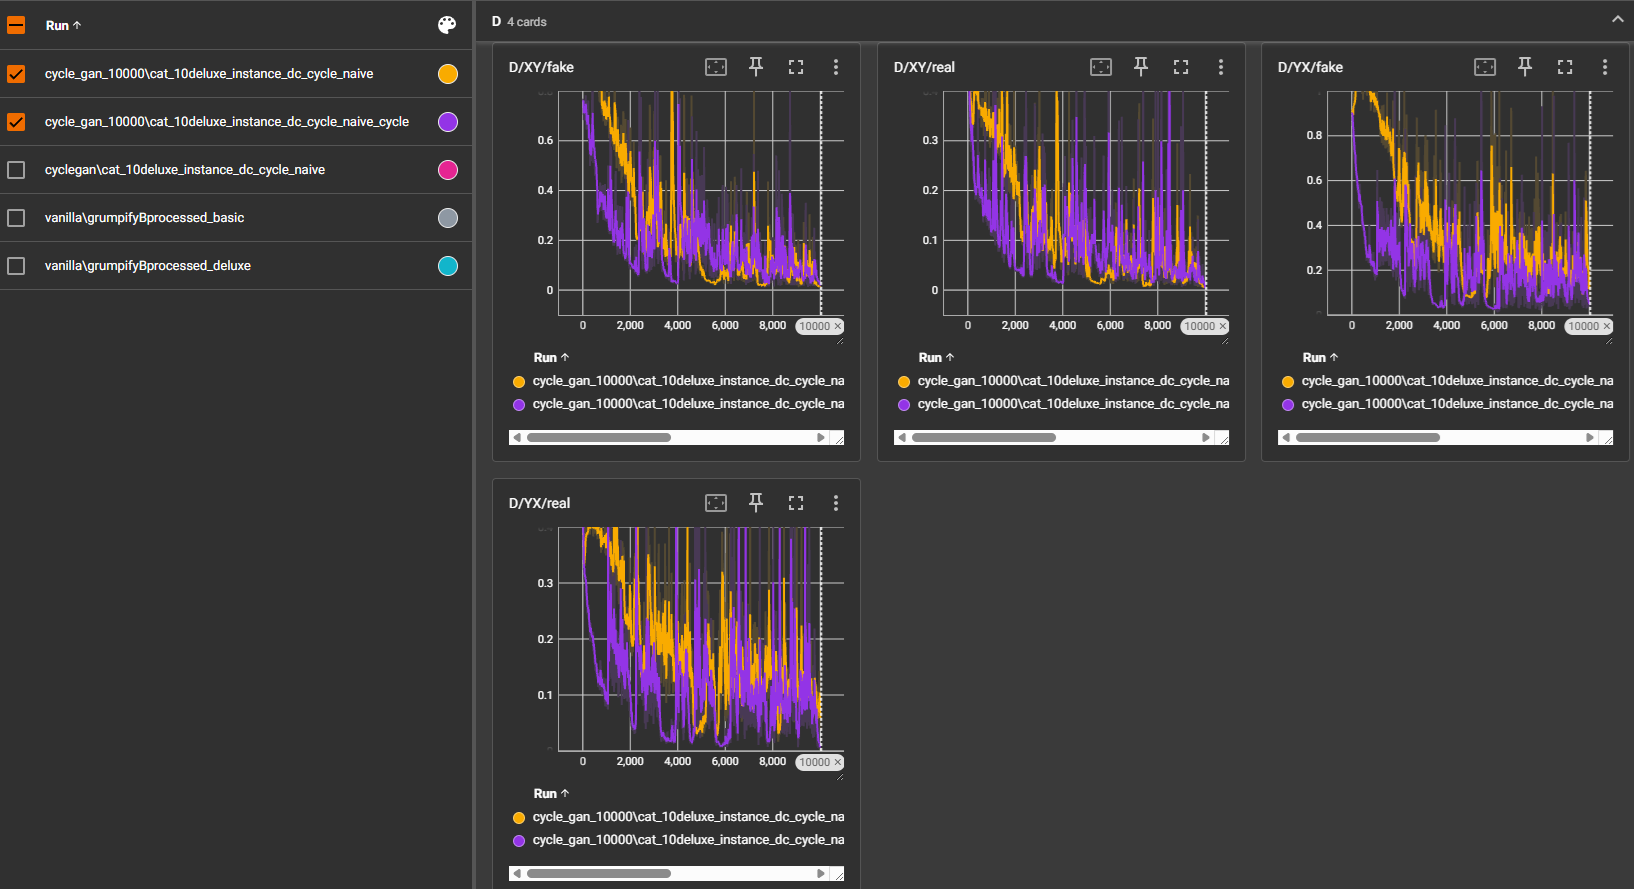 Run ↑
cycle_gan_10000\cat_10deluxe_instance_dc_cycle_naive
cycle_gan_10000\cat_10deluxe_instance_dc_cycle_naive_cycle
cyclegan\cat_10deluxe_instance_dc_cycle_naive
vanilla\grumpifyBprocessed_basic
vanilla\grumpifyBprocessed_deluxe
D 4 cards
D/XY/fake
0.6
0.4
0.2
0
0 2,000 4,000 6,000 8,000 10000 ×
Run ↑
cycle_gan_10000\cat_10deluxe_instance_dc_cycle_na
cycle_gan_10000\cat_10deluxe_instance_dc_cycle_na
D/XY/real
0.3
0.2
0.1
0
0 2,000 4,000 6,000 8,000 10000 ×
Run ↑
cycle_gan_10000\cat_10deluxe_instance_dc_cycle_na
cycle_gan_10000\cat_10deluxe_instance_dc_cycle_na
D/YX/fake
0.8
0.6
0.4
0.2
0 2,000 4,000 6,000 8,000 10000 ×
Run ↑
cycle_gan_10000\cat_10deluxe_instance_dc_cycle_na
cycle_gan_10000\cat_10deluxe_instance_dc_cycle_na
D/YX/real
0.3
0.2
0.1
0 2,000 4,000 6,000 8,000 10000 ×
Run ↑
cycle_gan_10000\cat_10deluxe_instance_dc_cycle_na
cycle_gan_10000\cat_10deluxe_instance_dc_cycle_na